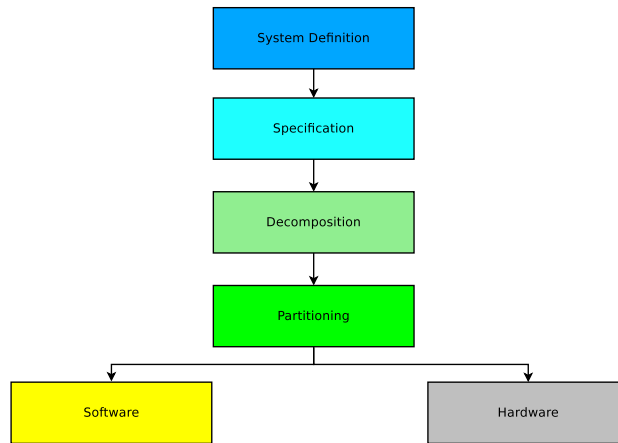 System Definition
Specification
Decomposition
Partitioning
Software
Hardware